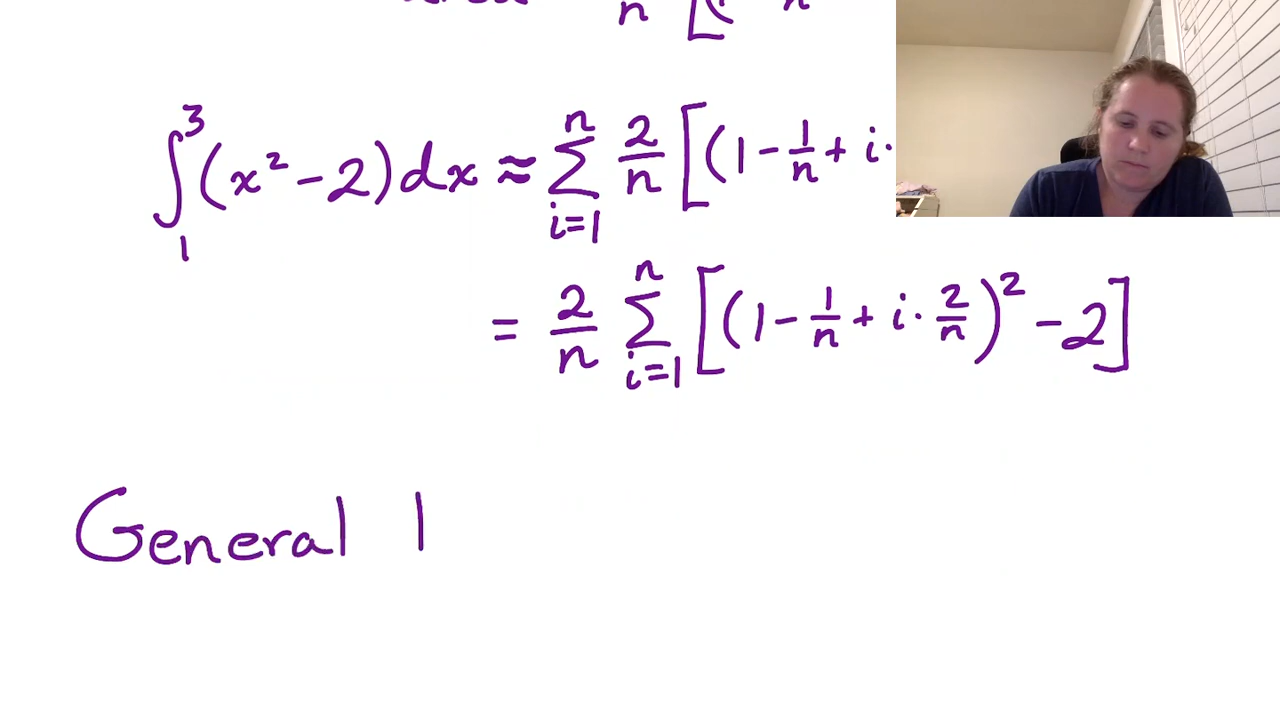 n [( n
∫₁³ (x² - 2) dx ≈ ∑ᵢ₌₁ⁿ 2/n [(1 - 1/n + i ·
= 2/n ∑ᵢ₌₁ⁿ [(1 - 1/n + i · 2/n)² - 2]
General